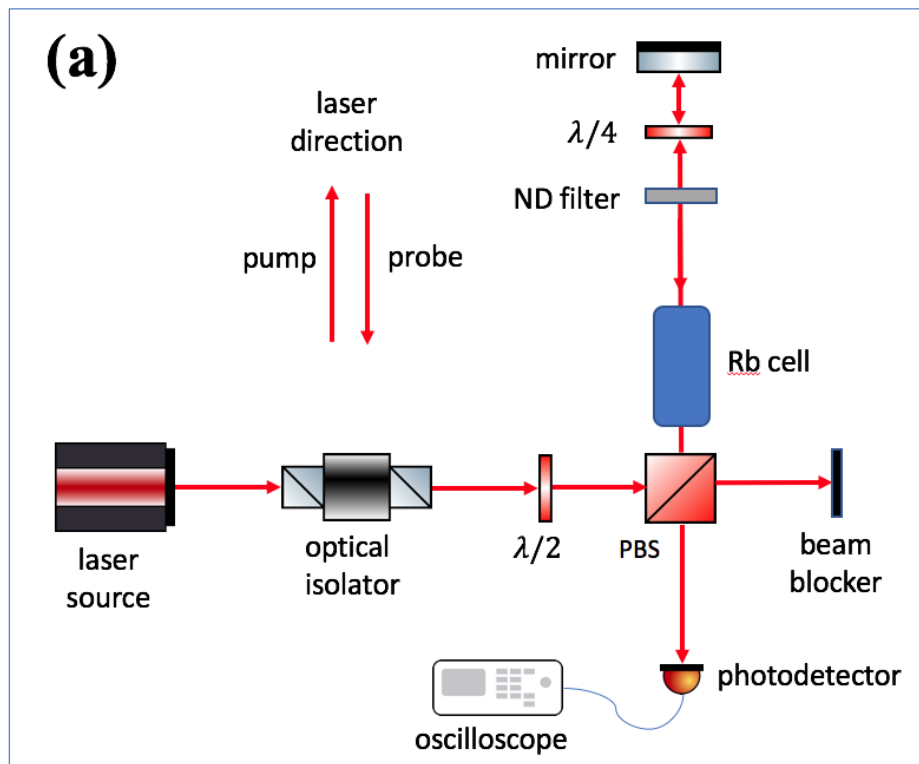 (a)
mirror
laser
direction
λ/4
ND filter
pump
probe
Rb cell
laser
source
optical
isolator
λ/2
PBS
beam
blocker
photodetector
oscilloscope